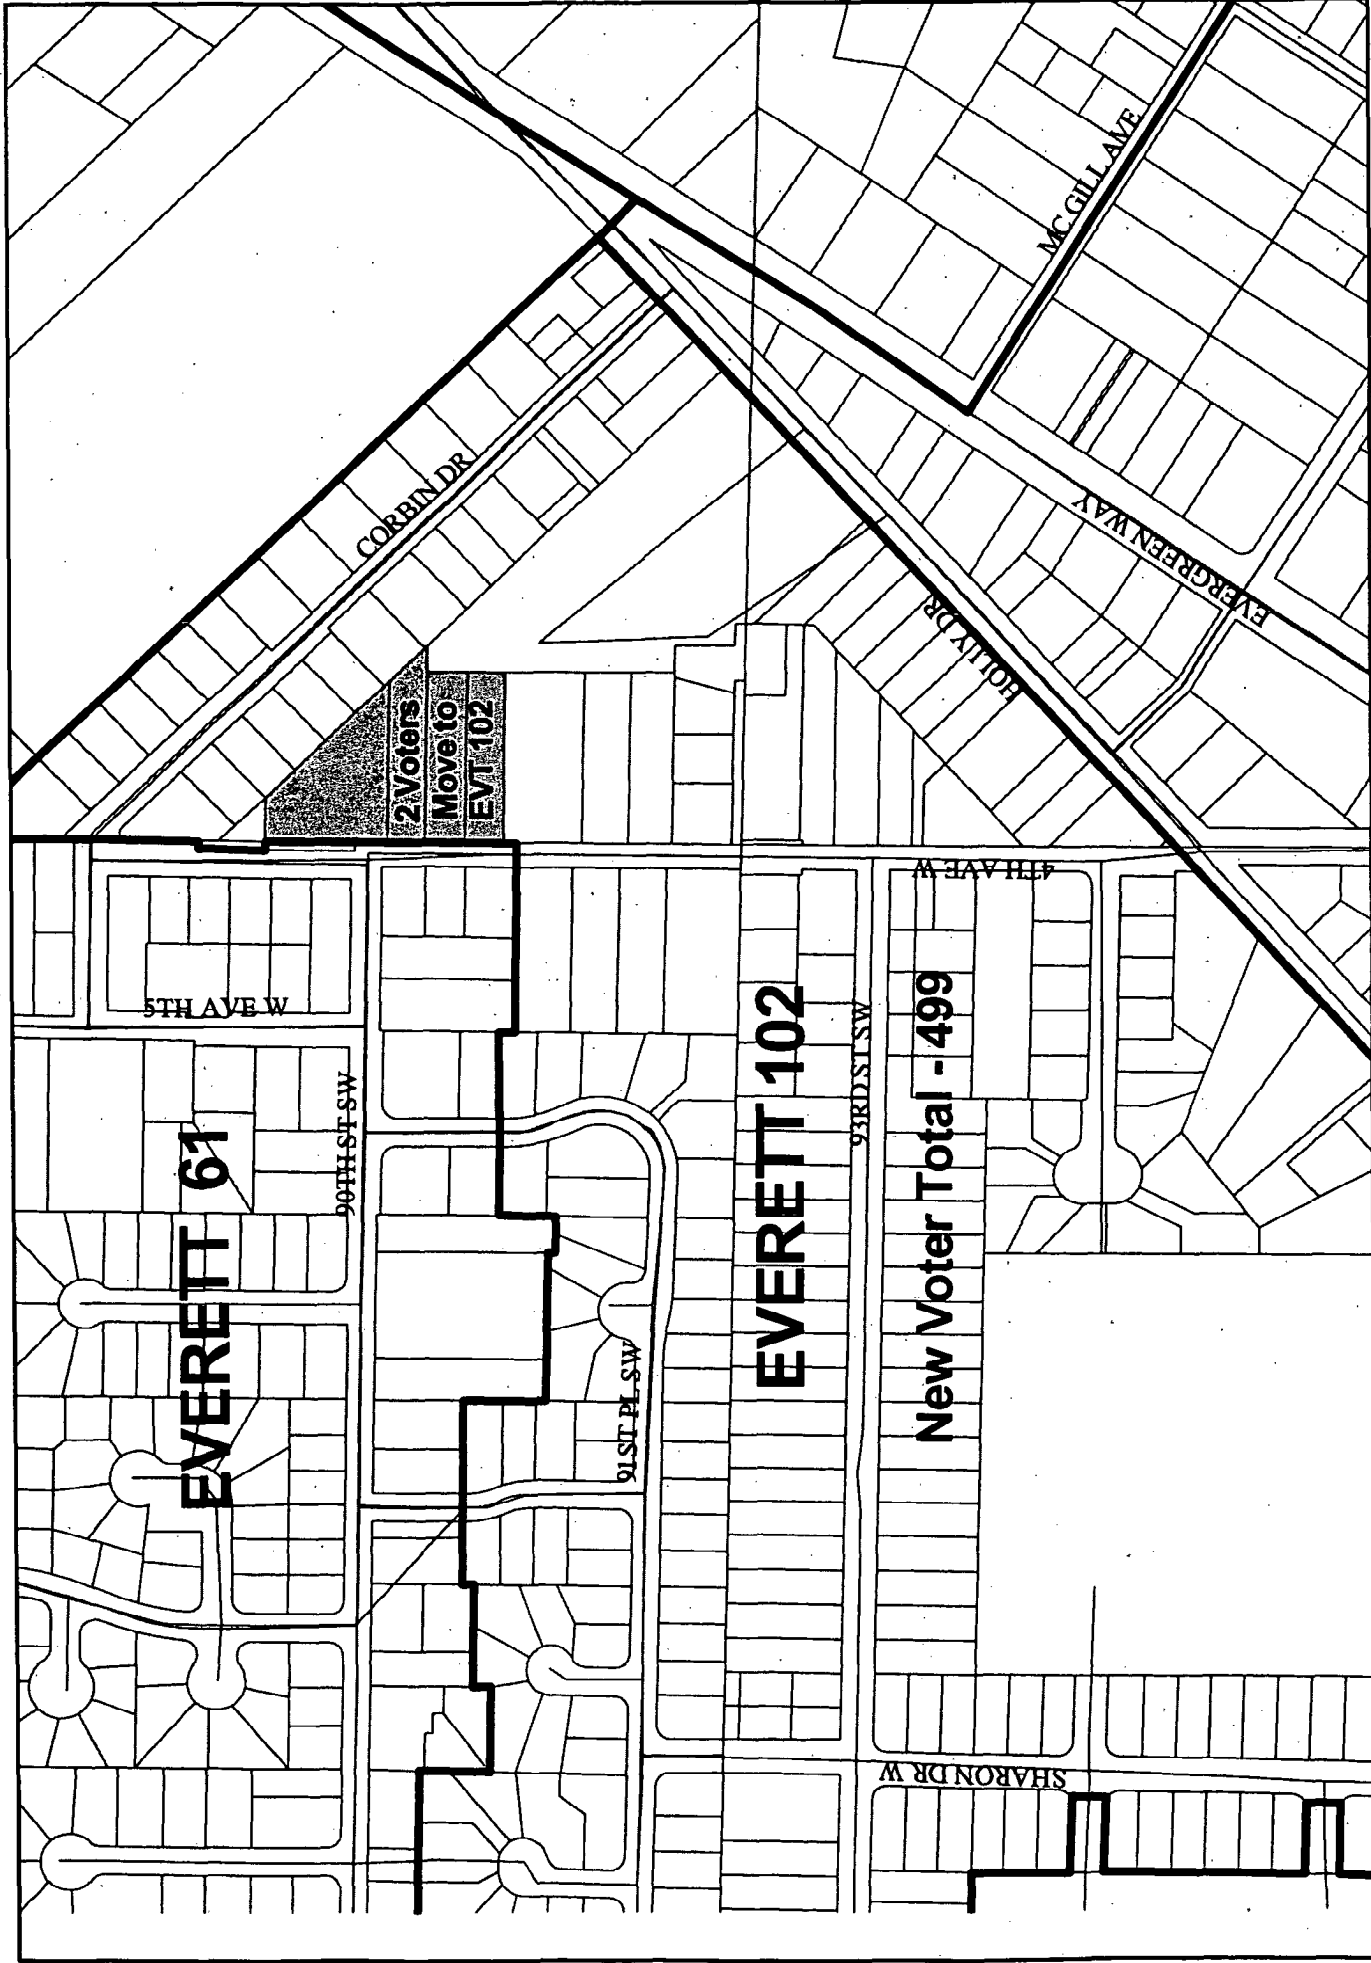 EVERETT 61
5TH AVE W
90TH ST SW
CORBIN DR
2 Voters
Move to
EVT 102
91ST PL SW
EVERETT 102
93RD ST SW
New Voter Total - 499
4TH AVE W
SHARON DR W
HOLLY DR
EVERGREEN WAY
MC GILL AVE